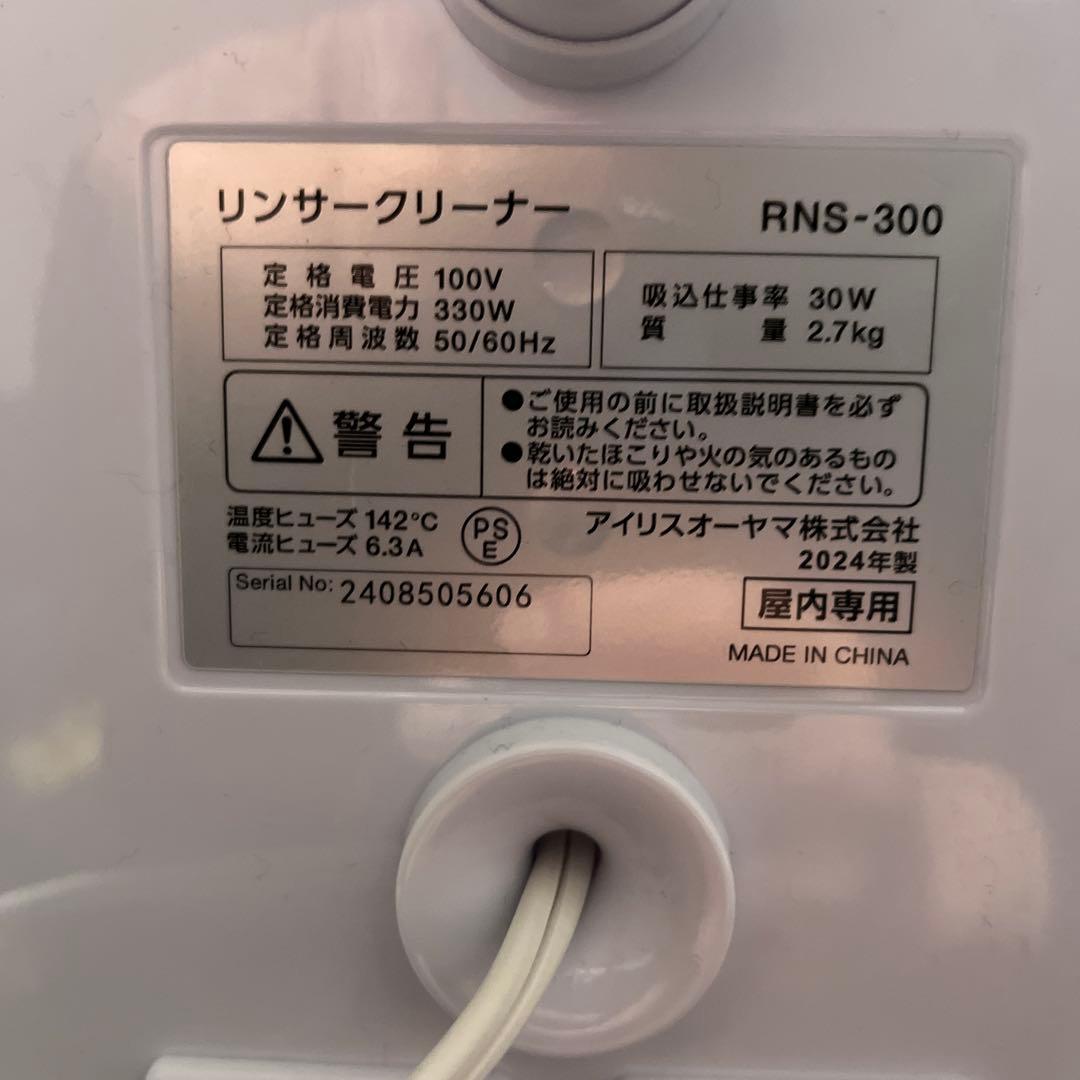 リンサークリーナー RNS-300
定格電圧 100V
定格消費電力 330W
定格周波数 50/60Hz
吸込仕事率 30W
質量 2.7kg
警告
●ご使用の前に取扱説明書を必ず
お読みください。
●乾いたほこりや火の気のあるもの
は絶対に吸わせないでください。
温度ヒューズ 142℃
電流ヒューズ 6.3A
PS
E
アイリスオーヤマ株式会社
2024年製
Serial No: 2408505606
屋内専用
MADE IN CHINA